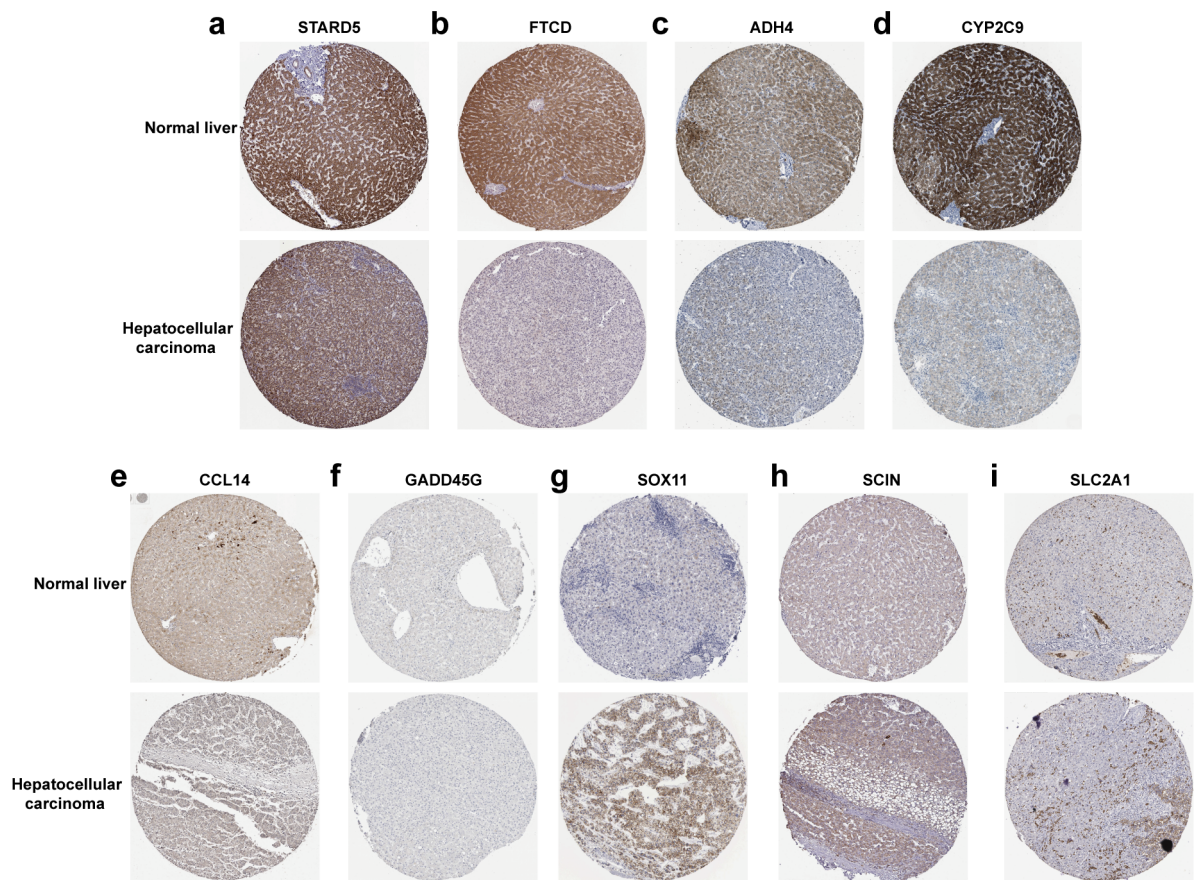 a STARD5 b FTCD c ADH4 d CYP2C9
Normal liver
Hepatocellular
carcinoma
e CCL14 f GADD45G g SOX11 h SCIN i SLC2A1
Normal liver
Hepatocellular
carcinoma